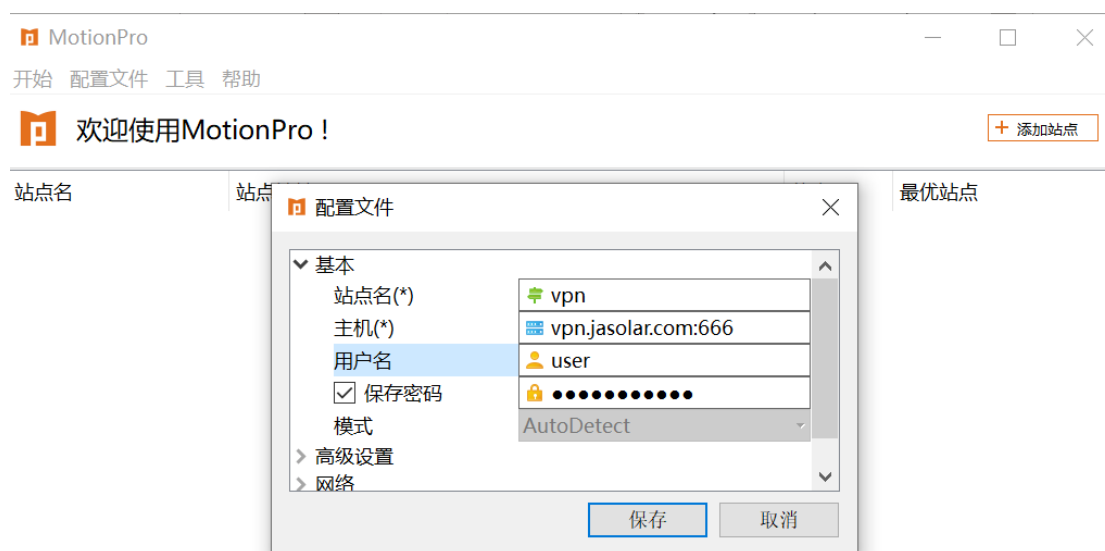 MotionPro
开始 配置文件 工具 帮助
欢迎使用MotionPro !
+ 添加站点
站点名 站点 最优站点
配置文件
基本
站点名(*) vpn
主机(*) vpn.jasolar.com:666
用户名 user
保存密码 ●●●●●●●●●●●
模式 AutoDetect
高级设置
网络
保存 取消